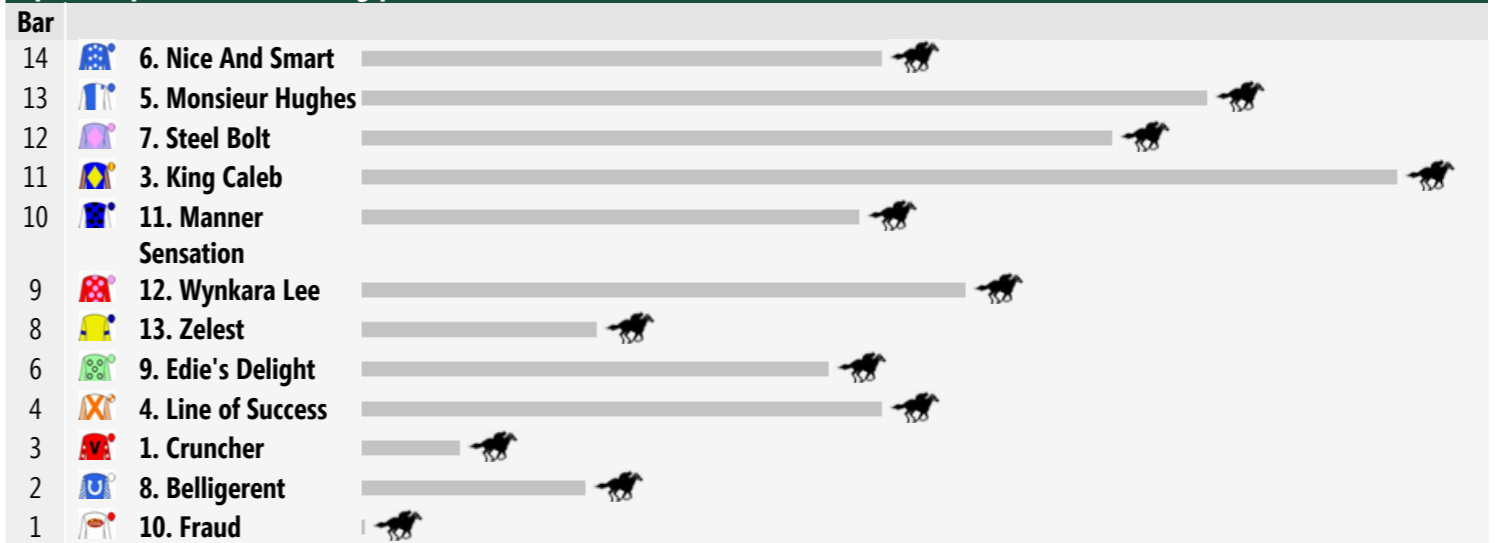 Bar
14 6. Nice And Smart
13 5. Monsieur Hughes
12 7. Steel Bolt
11 3. King Caleb
10 11. Manner
Sensation
9 12. Wynkara Lee
8 13. Zelest
6 9. Edie's Delight
4 4. Line of Success
3 V 1. Cruncher
2 8. Belligerent
1 10. Fraud